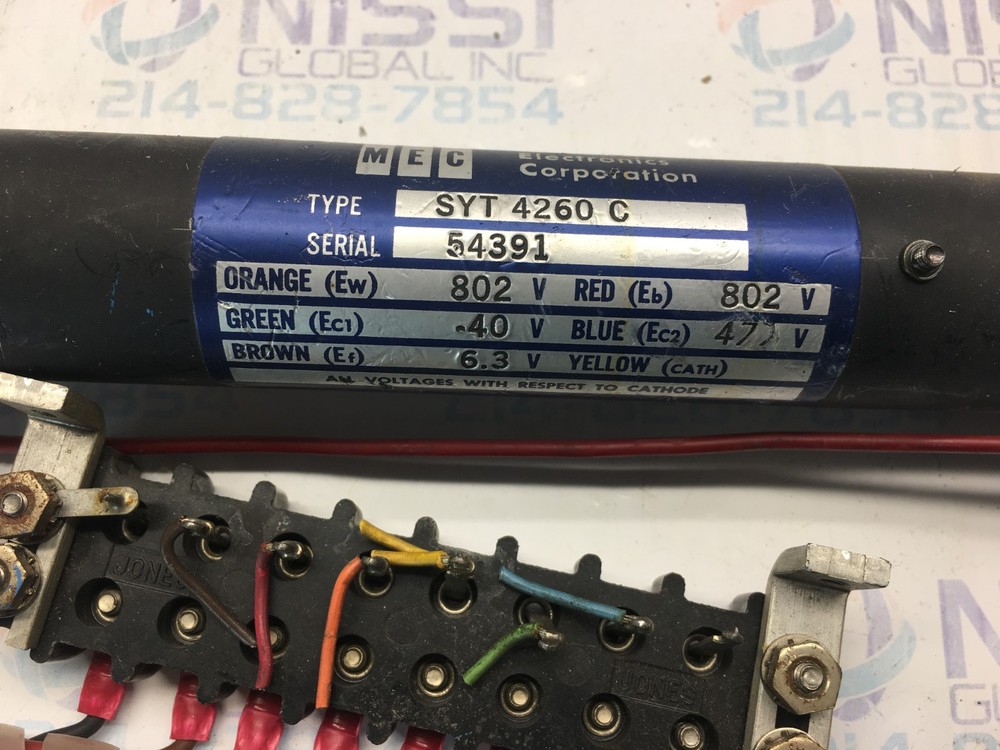 NISSI
GLOBAL INC
214-828-7854
NISSI
GL
214-828
MEC Electronics
Corporation
TYPE SYT 4260 C
SERIAL 54391
ORANGE (Ew) 802 V RED (Eb) 802 V
GREEN (Ec1) -40 V BLUE (Ec2) V
BROWN (Ef) 6.3 V YELLOW (CATH)
ALL VOLTAGES WITH RESPECT TO CATHODE
JONES
JONES